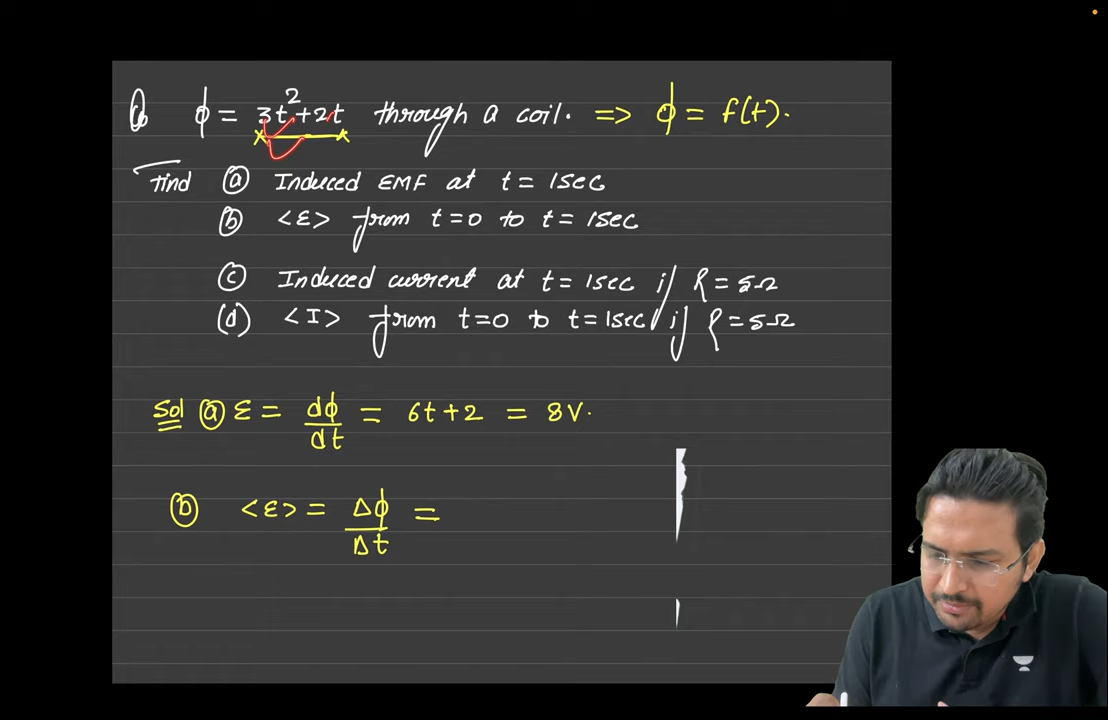 Q ϕ = 3t²+2t through a coil. => ϕ = f(t).
Find (a) Induced EMF at t = 1sec
(b) <ε> from t=0 to t = 1sec
(c) Induced current at t = 1sec if R = 5Ω
(d) <I> from t=0 to t=1sec if R = 5Ω
Sol (a) ε = dϕ/dt = 6t+2 = 8V.
(b) <ε> = Δϕ/Δt =